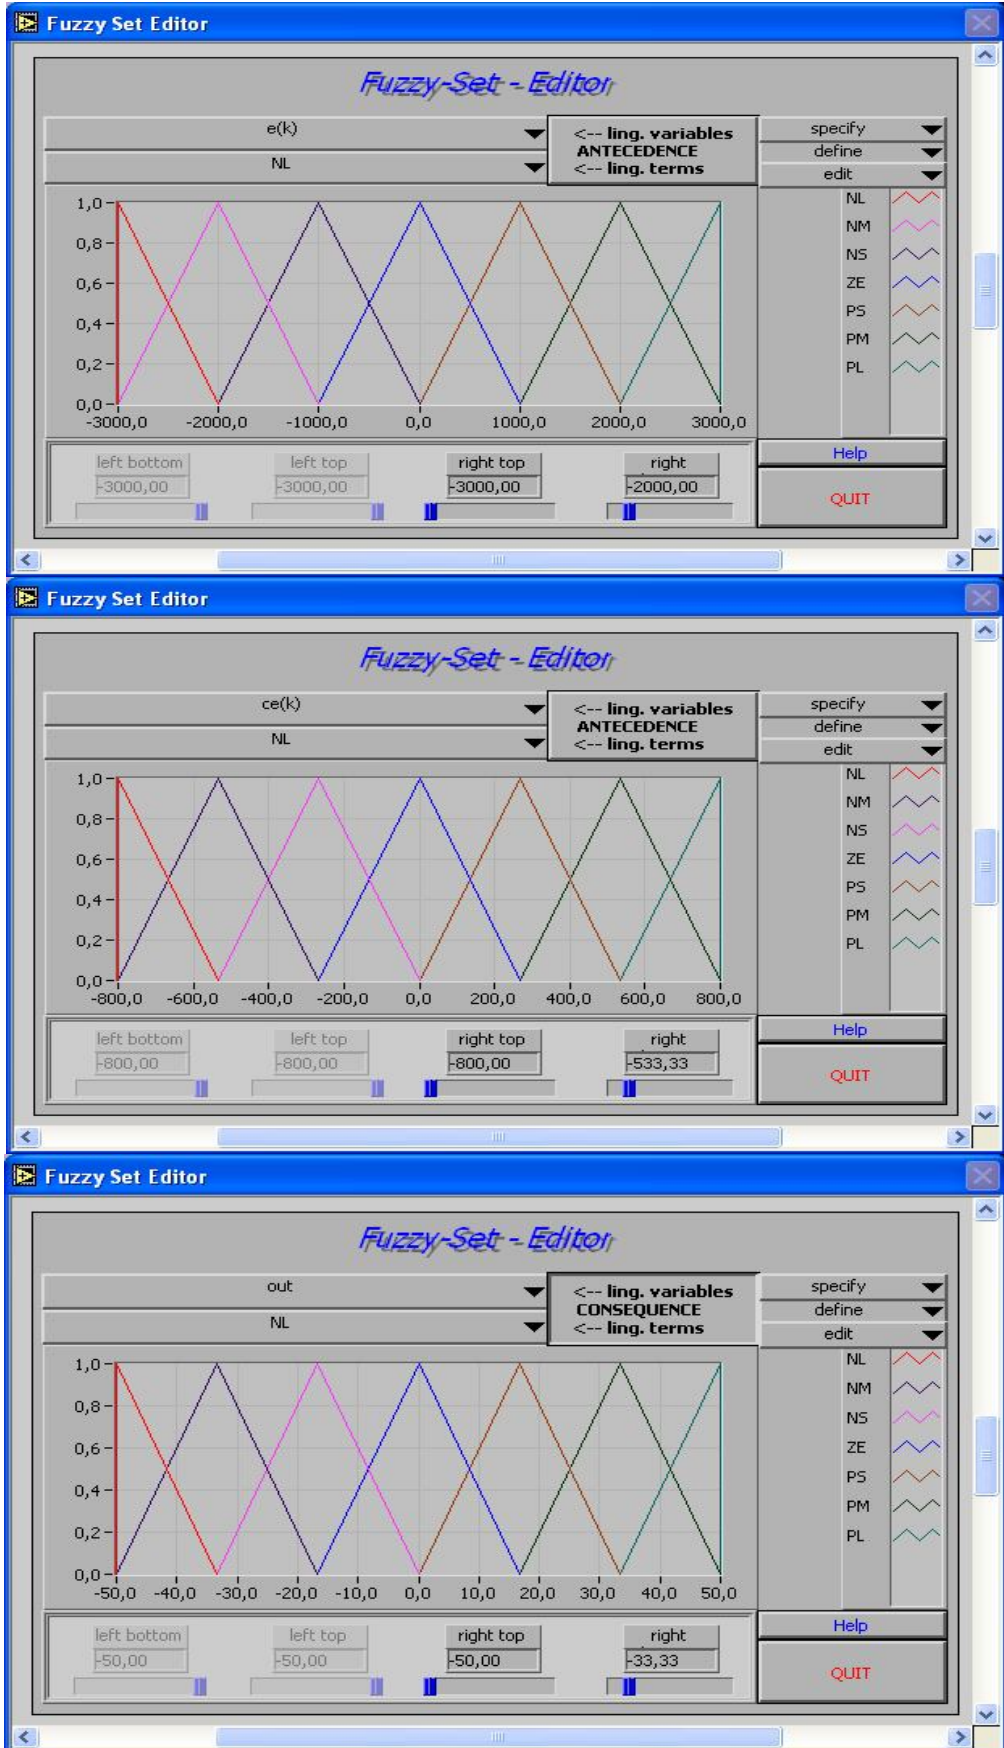 Fuzzy Set Editor
Fuzzy-Set - Editor
e(k)
NL
<-- ling. variables
ANTECEDENCE
<-- ling. terms
specify
define
edit
1,0
0,8
0,6
0,4
0,2
0,0
-3000,0 -2000,0 -1000,0 0,0 1000,0 2000,0 3000,0
NL
NM
NS
ZE
PS
PM
PL
left bottom left top right top right
-3000,00 -3000,00 -3000,00 -2000,00
Help
QUIT
Fuzzy Set Editor
Fuzzy-Set - Editor
ce(k)
NL
<-- ling. variables
ANTECEDENCE
<-- ling. terms
specify
define
edit
1,0
0,8
0,6
0,4
0,2
0,0
-800,0 -600,0 -400,0 -200,0 0,0 200,0 400,0 600,0 800,0
NL
NM
NS
ZE
PS
PM
PL
left bottom left top right top right
-800,00 -800,00 -800,00 -533,33
Help
QUIT
Fuzzy Set Editor
Fuzzy-Set - Editor
out
NL
<-- ling. variables
CONSEQUENCE
<-- ling. terms
specify
define
edit
1,0
0,8
0,6
0,4
0,2
0,0
-50,0 -40,0 -30,0 -20,0 -10,0 0,0 10,0 20,0 30,0 40,0 50,0
NL
NM
NS
ZE
PS
PM
PL
left bottom left top right top right
-50,00 -50,00 -50,00 -33,33
Help
QUIT